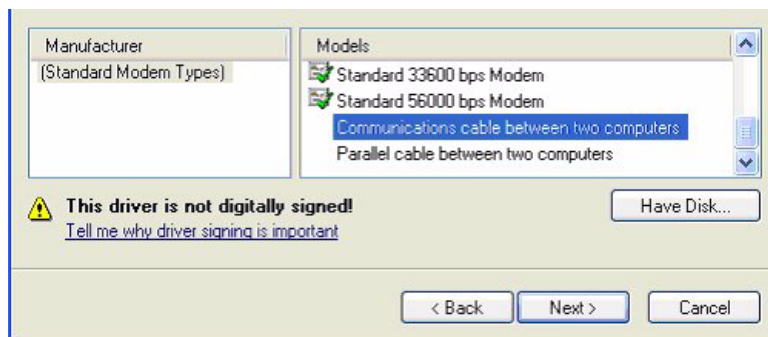 Manufacturer
(Standard Modem Types)
Models
Standard 33600 bps Modem
Standard 56000 bps Modem
Communications cable between two computers
Parallel cable between two computers
This driver is not digitally signed!
Tell me why driver signing is important
Have Disk...
< Back
Next >
Cancel